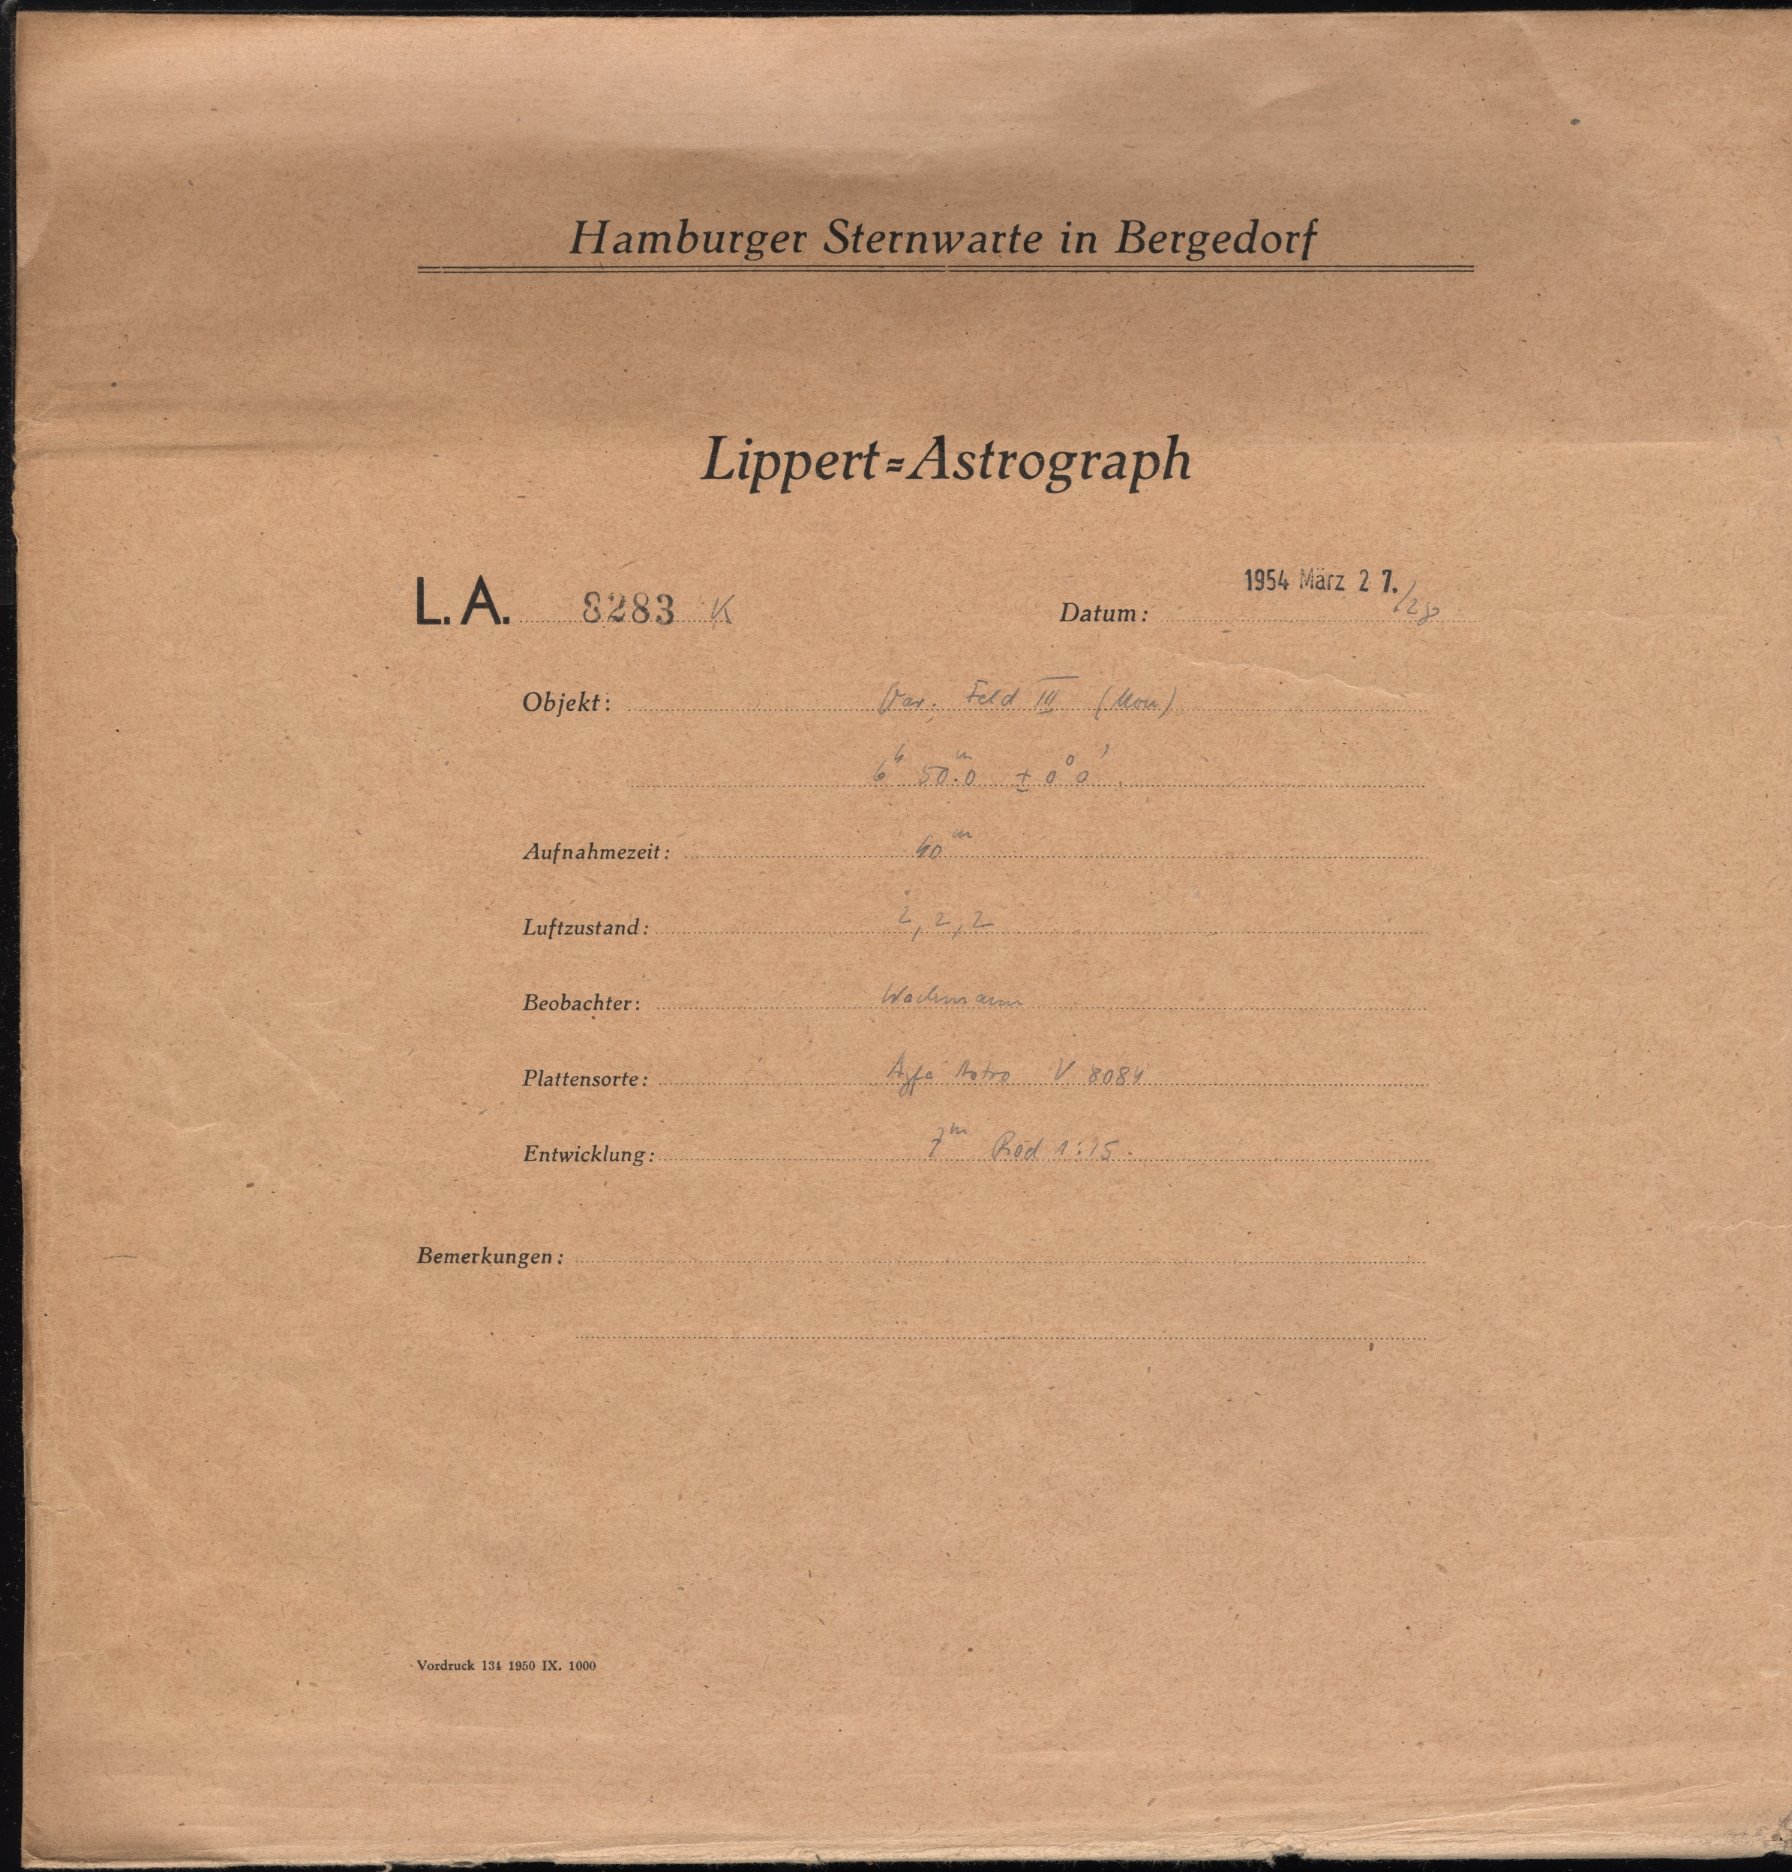 Hamburger Sternwarte in Bergedorf
Lippert=Astrograph
L.A. 8283 K
Datum: 1954 März 27./28
Objekt: Var. Feld III (Mon)
6h 50m.0 ± 0° 0'
Aufnahmezeit: 40m
Luftzustand: 2, 2, 2
Beobachter: Wachmann
Plattensorte: Agfa Astro V 8084
Entwicklung: 7m Rod 1:15.
Bemerkungen:
Vordruck 134 1950 IX. 1000